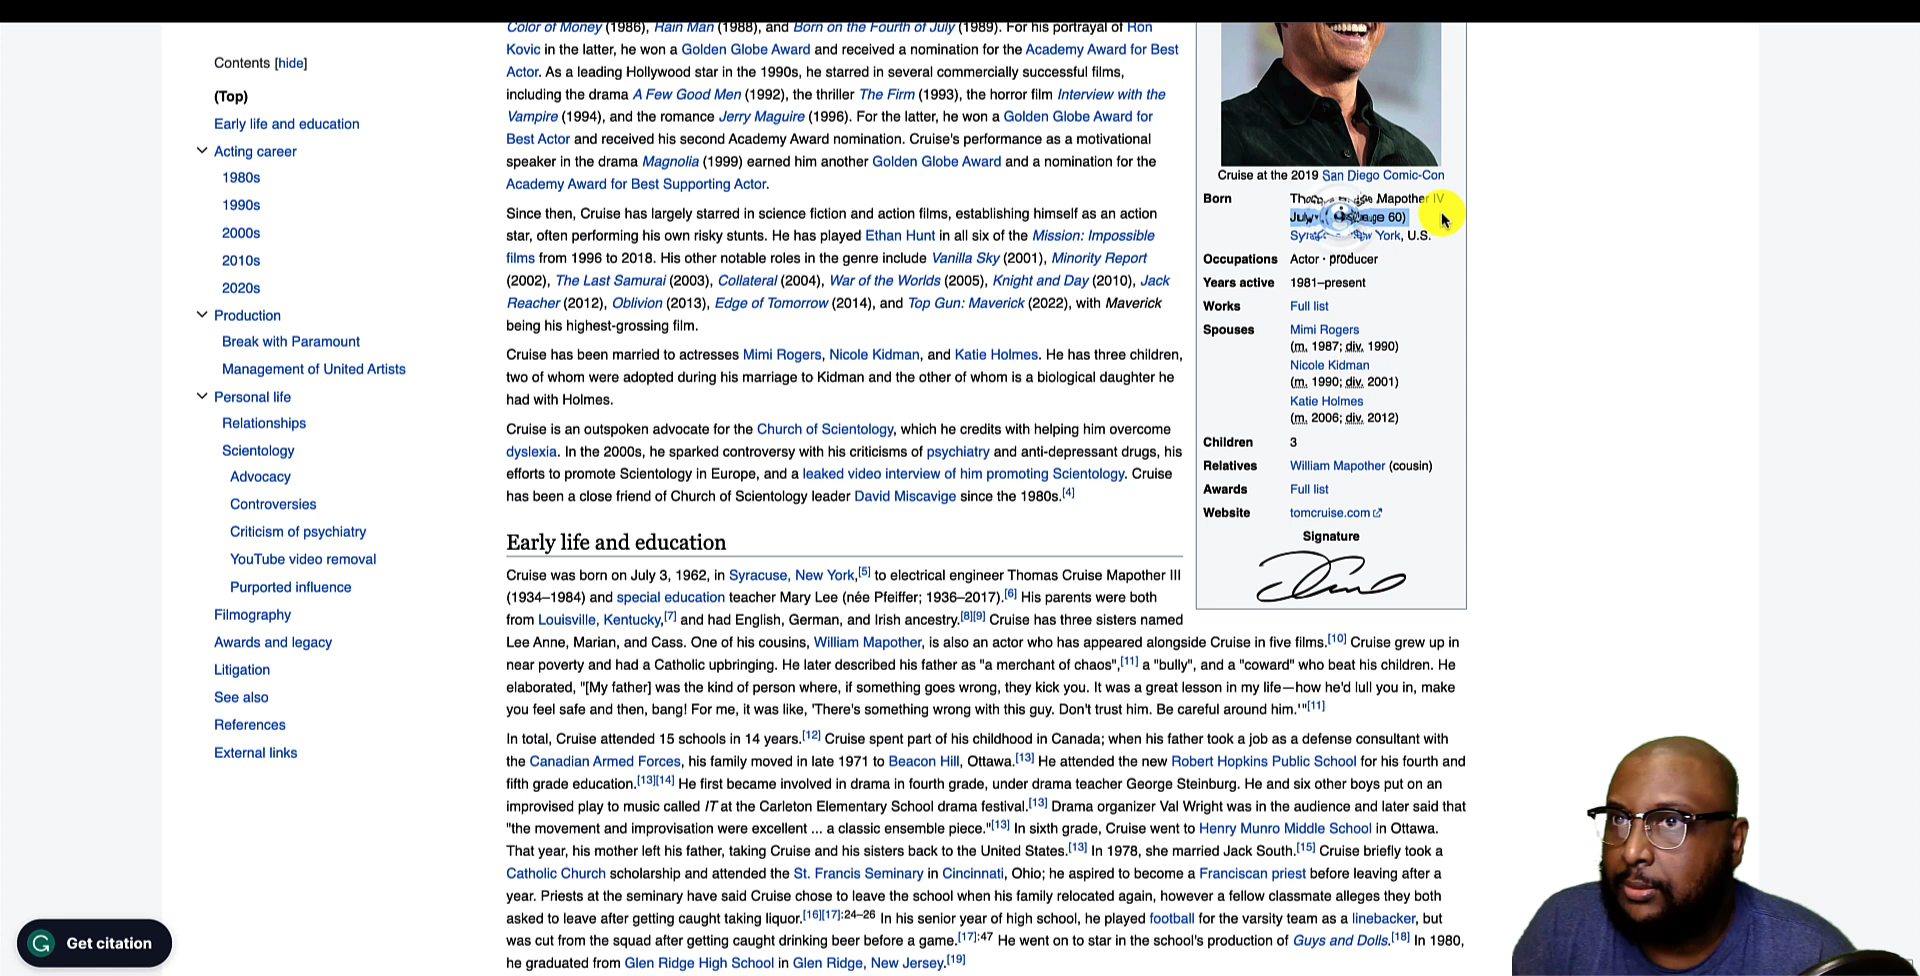 Contents [hide]
(Top)
Early life and education
Acting career
1980s
1990s
2000s
2010s
2020s
Production
Break with Paramount
Management of United Artists
Personal life
Relationships
Scientology
Advocacy
Controversies
Criticism of psychiatry
YouTube video removal
Purported influence
Filmography
Awards and legacy
Litigation
See also
References
External links
Color of Money (1986), Rain Man (1988), and Born on the Fourth of July (1989). For his portrayal of Ron
Kovic in the latter, he won a Golden Globe Award and received a nomination for the Academy Award for Best
Actor. As a leading Hollywood star in the 1990s, he starred in several commercially successful films,
including the drama A Few Good Men (1992), the thriller The Firm (1993), the horror film Interview with the
Vampire (1994), and the romance Jerry Maguire (1996). For the latter, he won a Golden Globe Award for
Best Actor and received his second Academy Award nomination. Cruise's performance as a motivational
speaker in the drama Magnolia (1999) earned him another Golden Globe Award and a nomination for the
Academy Award for Best Supporting Actor.
Since then, Cruise has largely starred in science fiction and action films, establishing himself as an action
star, often performing his own risky stunts. He has played Ethan Hunt in all six of the Mission: Impossible
films from 1996 to 2018. His other notable roles in the genre include Vanilla Sky (2001), Minority Report
(2002), The Last Samurai (2003), Collateral (2004), War of the Worlds (2005), Knight and Day (2010), Jack
Reacher (2012), Oblivion (2013), Edge of Tomorrow (2014), and Top Gun: Maverick (2022), with Maverick
being his highest-grossing film.
Cruise has been married to actresses Mimi Rogers, Nicole Kidman, and Katie Holmes. He has three children,
two of whom were adopted during his marriage to Kidman and the other of whom is a biological daughter he
had with Holmes.
Cruise is an outspoken advocate for the Church of Scientology, which he credits with helping him overcome
dyslexia. In the 2000s, he sparked controversy with his criticisms of psychiatry and anti-depressant drugs, his
efforts to promote Scientology in Europe, and a leaked video interview of him promoting Scientology. Cruise
has been a close friend of Church of Scientology leader David Miscavige since the 1980s.[4]
Cruise at the 2019 San Diego Comic-Con
Born Mapother IV
age 60)
York, U.S.
Occupations Actor · producer
Years active 1981–present
Works Full list
Spouses Mimi Rogers
(m. 1987; div. 1990)
Nicole Kidman
(m. 1990; div. 2001)
Katie Holmes
(m. 2006; div. 2012)
Children 3
Relatives William Mapother (cousin)
Awards Full list
Website tomcruise.com
Signature
Early life and education
Cruise was born on July 3, 1962, in Syracuse, New York,[5] to electrical engineer Thomas Cruise Mapother III
(1934–1984) and special education teacher Mary Lee (née Pfeiffer; 1936–2017).[6] His parents were both
from Louisville, Kentucky,[7] and had English, German, and Irish ancestry.[8][9] Cruise has three sisters named
Lee Anne, Marian, and Cass. One of his cousins, William Mapother, is also an actor who has appeared alongside Cruise in five films.[10] Cruise grew up in
near poverty and had a Catholic upbringing. He later described his father as "a merchant of chaos",[11] a "bully", and a "coward" who beat his children. He
elaborated, "[My father] was the kind of person where, if something goes wrong, they kick you. It was a great lesson in my life—how he'd lull you in, make
you feel safe and then, bang! For me, it was like, 'There's something wrong with this guy. Don't trust him. Be careful around him.'"[11]
In total, Cruise attended 15 schools in 14 years.[12] Cruise spent part of his childhood in Canada; when his father took a job as a defense consultant with
the Canadian Armed Forces, his family moved in late 1971 to Beacon Hill, Ottawa.[13] He attended the new Robert Hopkins Public School for his fourth and
fifth grade education.[13][14] He first became involved in drama in fourth grade, under drama teacher George Steinburg. He and six other boys put on an
improvised play to music called IT at the Carleton Elementary School drama festival.[13] Drama organizer Val Wright was in the audience and later said that
"the movement and improvisation were excellent ... a classic ensemble piece."[13] In sixth grade, Cruise went to Henry Munro Middle School in Ottawa.
That year, his mother left his father, taking Cruise and his sisters back to the United States.[13] In 1978, she married Jack South.[15] Cruise briefly took a
Catholic Church scholarship and attended the St. Francis Seminary in Cincinnati, Ohio; he aspired to become a Franciscan priest before leaving after a
year. Priests at the seminary have said Cruise chose to leave the school when his family relocated again, however a fellow classmate alleges they both
asked to leave after getting caught taking liquor.[16][17]:24–26 In his senior year of high school, he played football for the varsity team as a linebacker, but
was cut from the squad after getting caught drinking beer before a game.[17]:47 He went on to star in the school's production of Guys and Dolls.[18] In 1980,
he graduated from Glen Ridge High School in Glen Ridge, New Jersey.[19]
Get citation